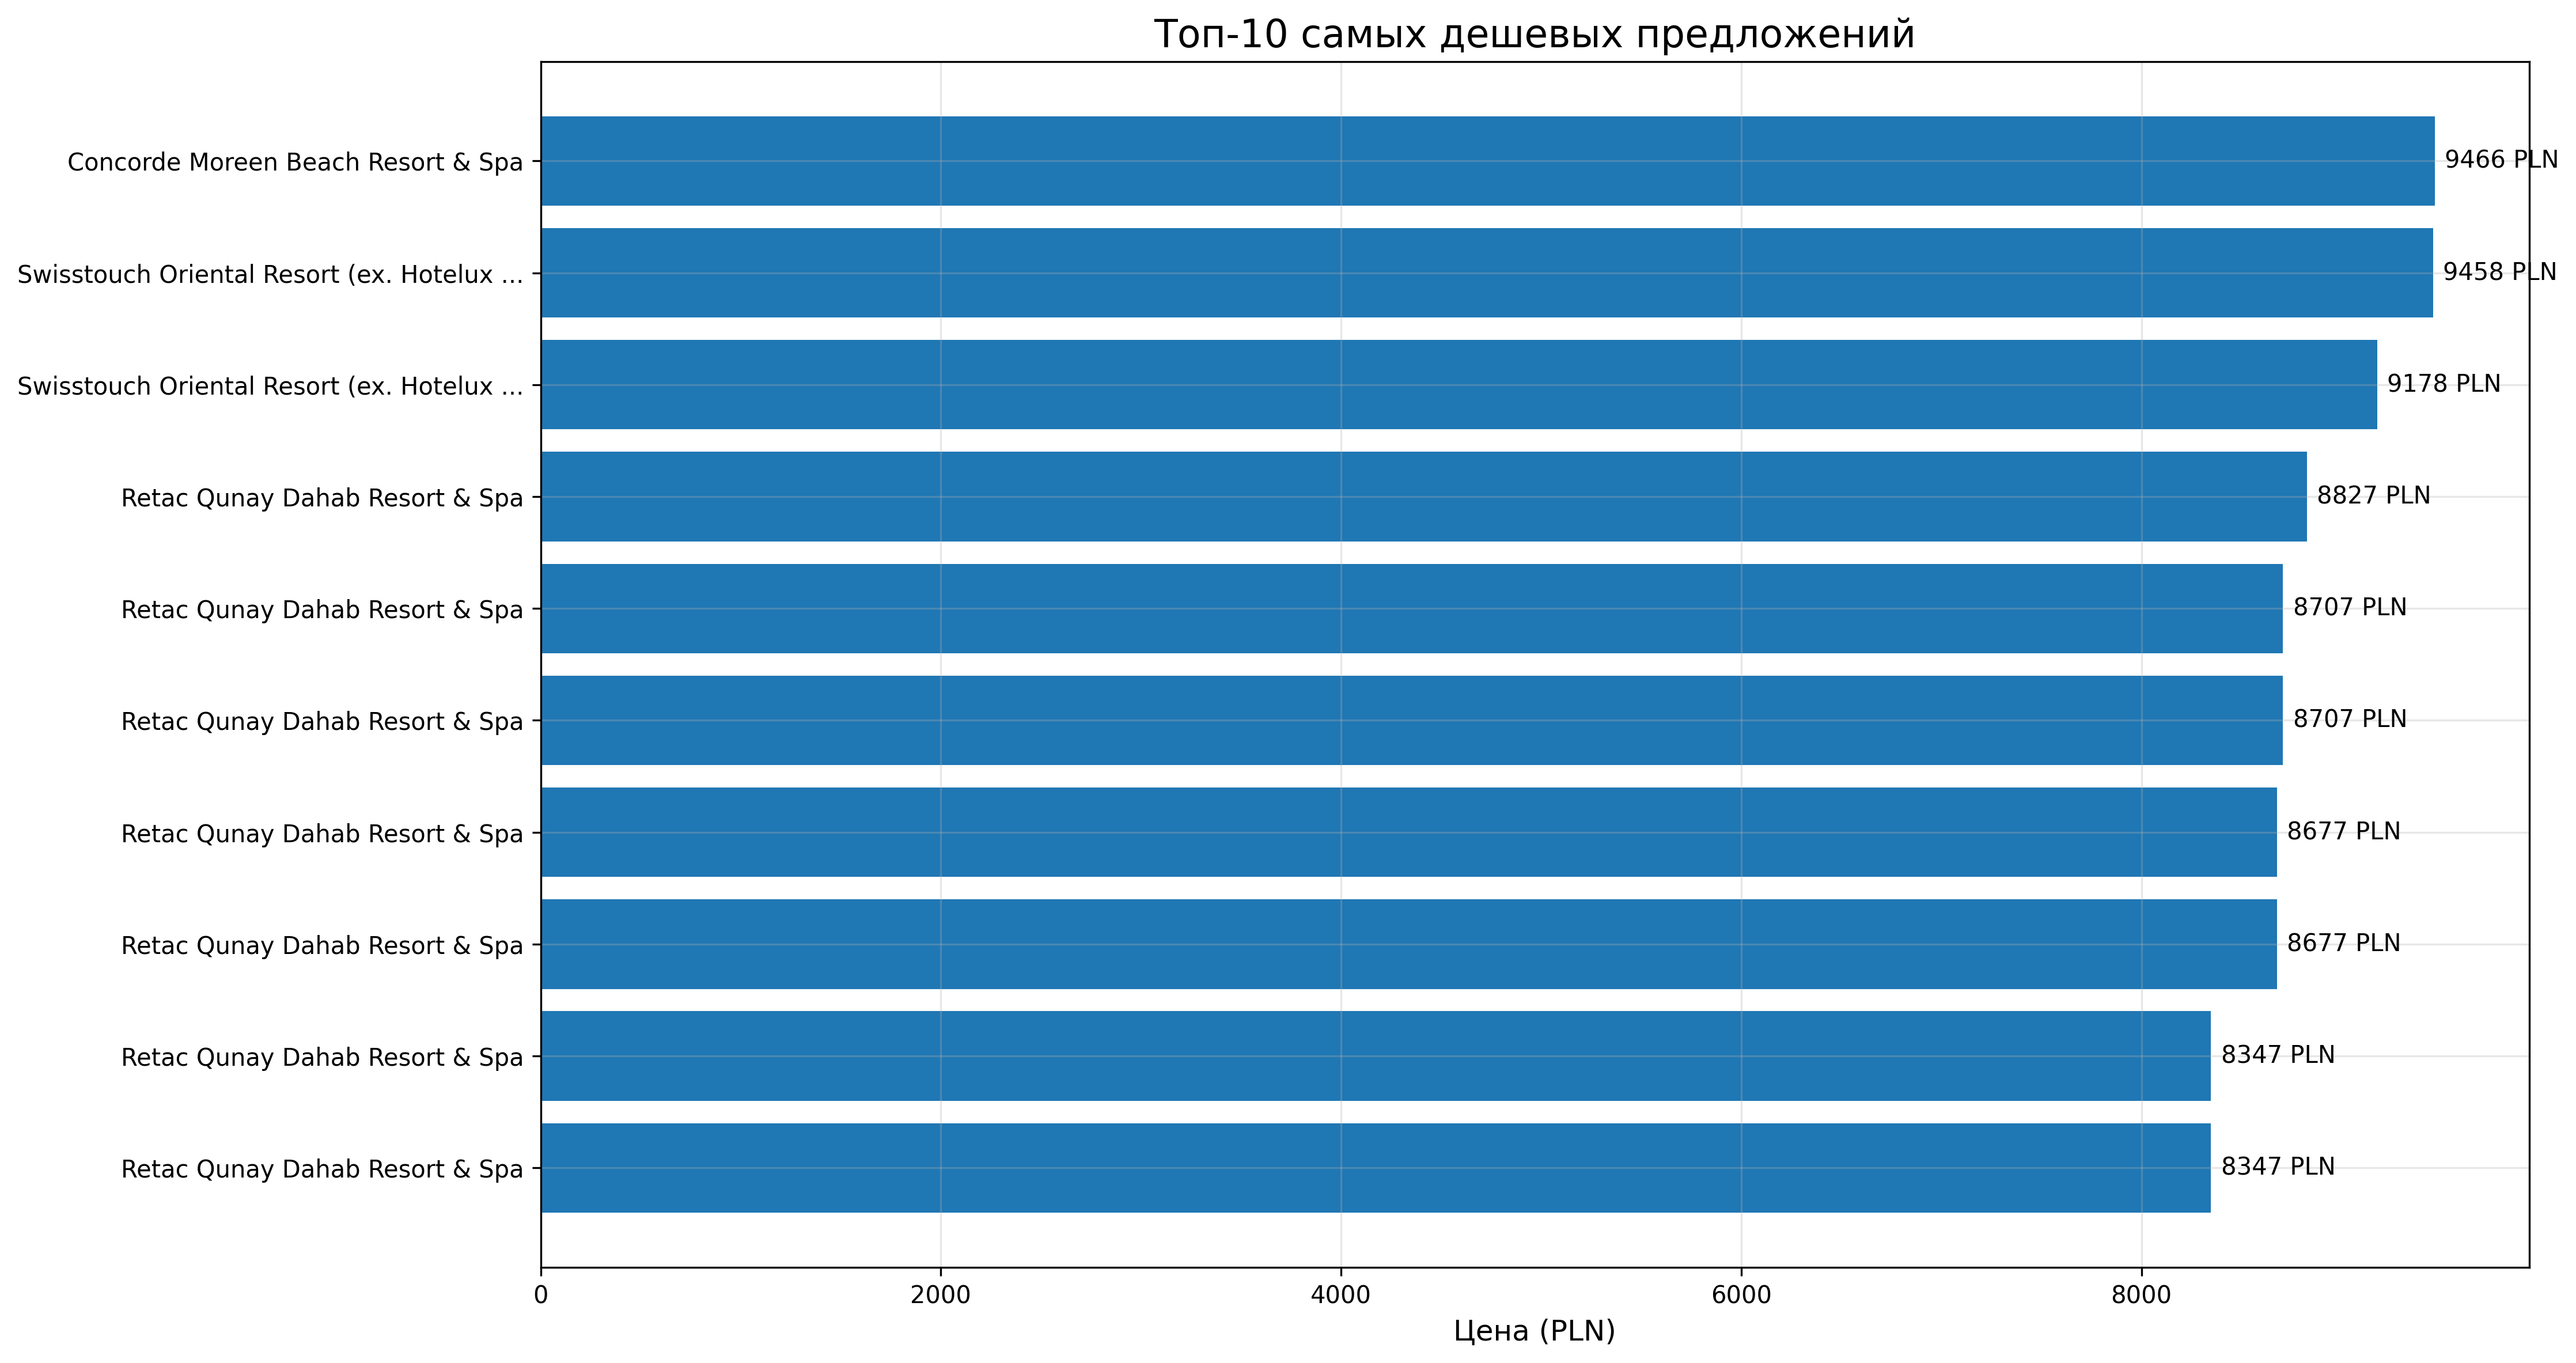 Топ-10 самых дешевых предложений
Concorde Moreen Beach Resort & Spa
9466 PLN
Swisstouch Oriental Resort (ex. Hotelux ...
9458 PLN
Swisstouch Oriental Resort (ex. Hotelux ...
9178 PLN
Retac Qunay Dahab Resort & Spa
8827 PLN
Retac Qunay Dahab Resort & Spa
8707 PLN
Retac Qunay Dahab Resort & Spa
8707 PLN
Retac Qunay Dahab Resort & Spa
8677 PLN
Retac Qunay Dahab Resort & Spa
8677 PLN
Retac Qunay Dahab Resort & Spa
8347 PLN
Retac Qunay Dahab Resort & Spa
8347 PLN
0 2000 4000 6000 8000
Цена (PLN)